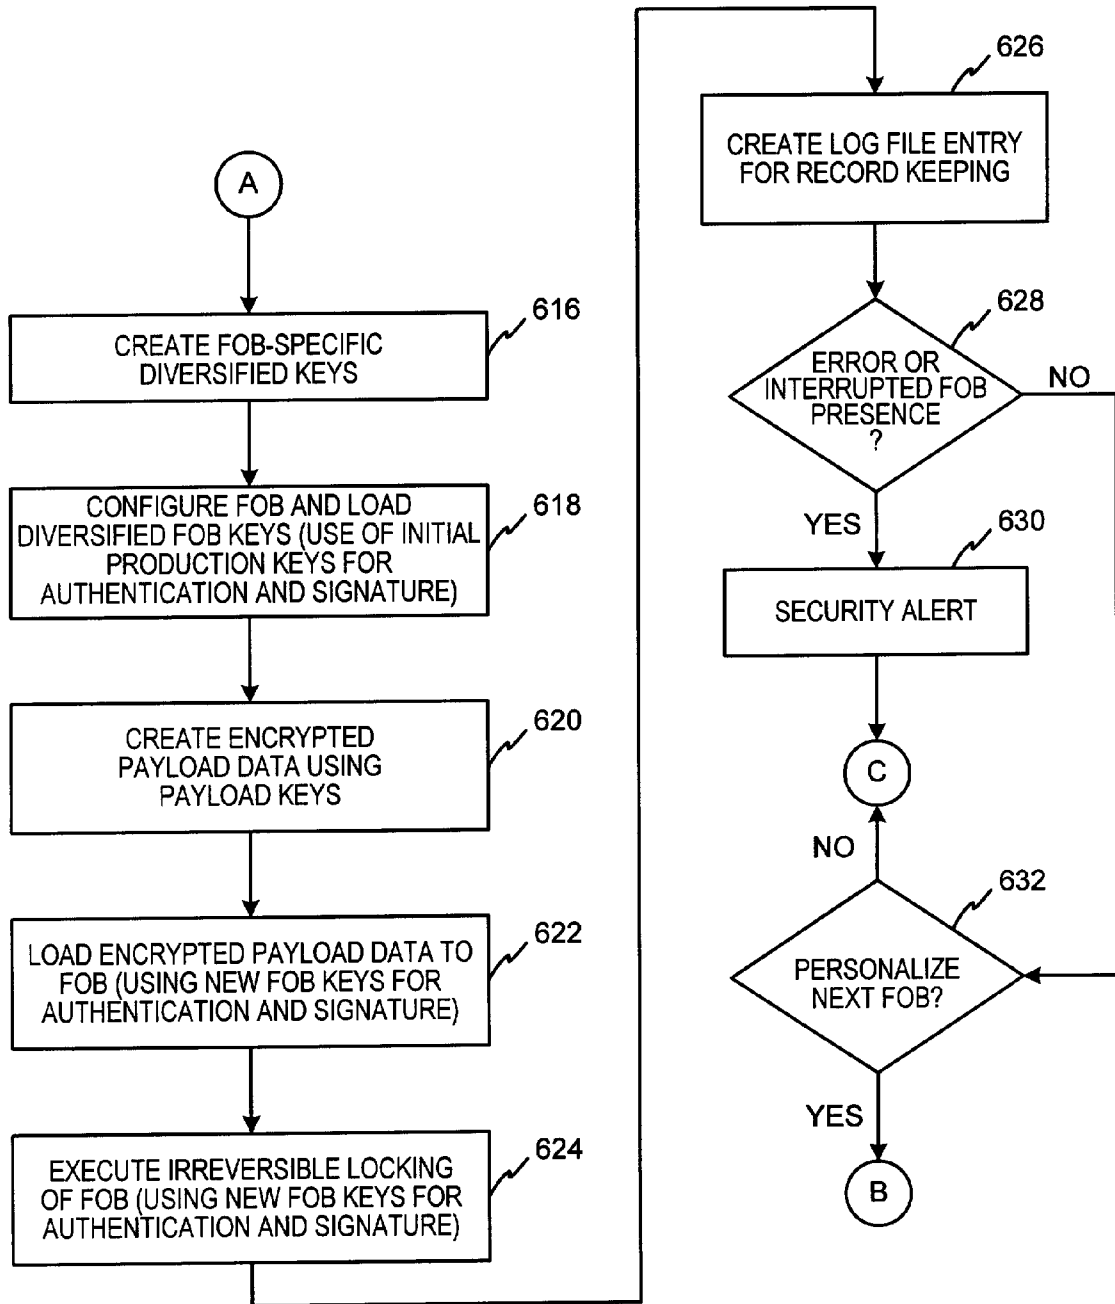 A
616
CREATE FOB-SPECIFIC
DIVERSIFIED KEYS
618
CONFIGURE FOB AND LOAD
DIVERSIFIED FOB KEYS (USE OF INITIAL
PRODUCTION KEYS FOR
AUTHENTICATION AND SIGNATURE)
620
CREATE ENCRYPTED
PAYLOAD DATA USING
PAYLOAD KEYS
622
LOAD ENCRYPTED PAYLOAD DATA TO
FOB (USING NEW FOB KEYS FOR
AUTHENTICATION AND SIGNATURE)
624
EXECUTE IRREVERSIBLE LOCKING
OF FOB (USING NEW FOB KEYS FOR
AUTHENTICATION AND SIGNATURE)
626
CREATE LOG FILE ENTRY
FOR RECORD KEEPING
628
ERROR OR
INTERRUPTED FOB
PRESENCE
?
NO
YES
630
SECURITY ALERT
C
NO
632
PERSONALIZE
NEXT FOB?
YES
B